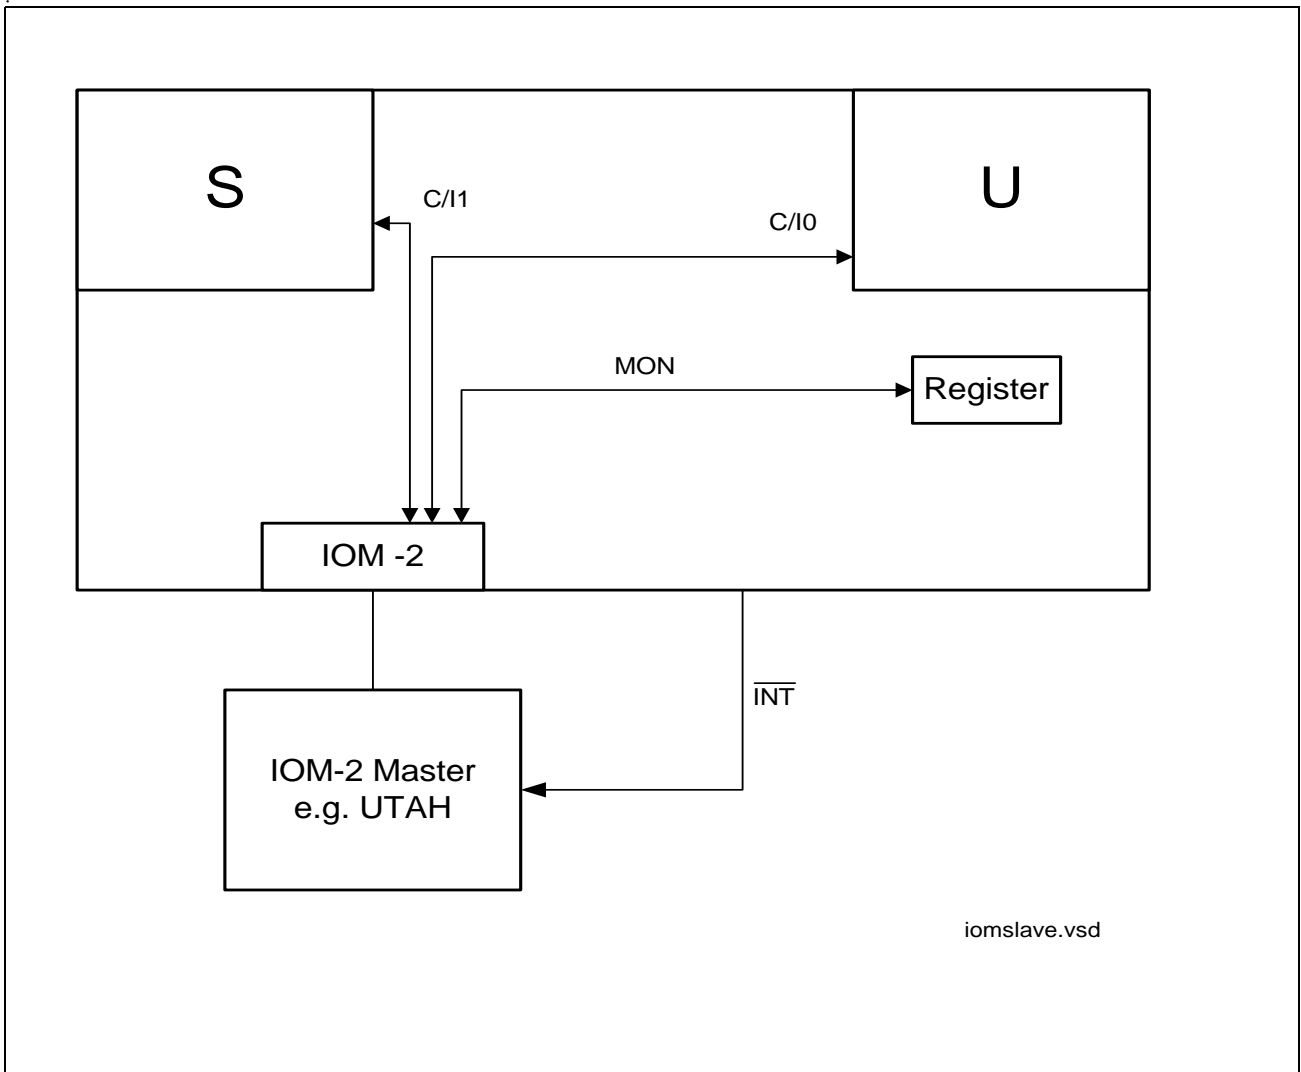 S
U
C/I1
C/I0
MON
Register
IOM -2
INT
IOM-2 Master
e.g. UTAH
iomslave.vsd